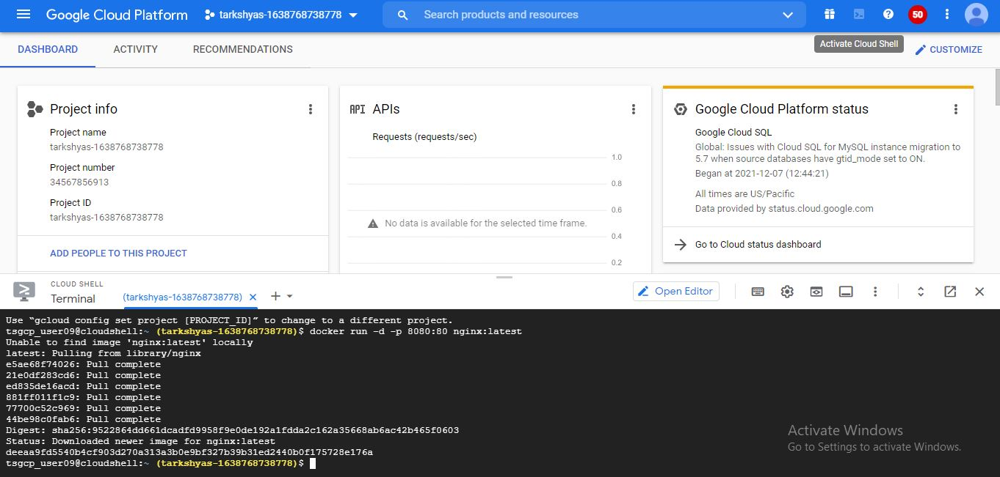 Google Cloud Platform
tarkshyas-1638768738778
Search products and resources
50
DASHBOARD
ACTIVITY
RECOMMENDATIONS
Activate Cloud Shell
CUSTOMIZE
Project info
Project name
tarkshyas-1638768738778
Project number
34567856913
Project ID
tarkshyas-1638768738778
ADD PEOPLE TO THIS PROJECT
API APIs
Requests (requests/sec)
1.0
0.8
0.6
No data is available for the selected time frame.
0.4
0.2
Google Cloud Platform status
Google Cloud SQL
Global: Issues with Cloud SQL for MySQL instance migration to
5.7 when source databases have gtid_mode set to ON.
Began at 2021-12-07 (12:44:21)
All times are US/Pacific
Data provided by status.cloud.google.com
Go to Cloud status dashboard
CLOUD SHELL
Terminal
(tarkshyas-1638768738778)
Open Editor
Use “gcloud config set project [PROJECT_ID]” to change to a different project.
tsgcp_user09@cloudshell:~ (tarkshyas-1638768738778)$ docker run -d -p 8080:80 nginx:latest
Unable to find image 'nginx:latest' locally
latest: Pulling from library/nginx
e5ae68f74026: Pull complete
21e0df283cd6: Pull complete
ed835de16acd: Pull complete
881ff011f1c9: Pull complete
77700c52c969: Pull complete
44be98c0fab6: Pull complete
Digest: sha256:9522864dd661dcadfd9958f9e0de192a1fdda2c162a35668ab6ac42b465f0603
Status: Downloaded newer image for nginx:latest
deeaa9fd5540b4cf903d270a313a3b0e9bf327b39b31ed2440b0f175728e176a
tsgcp_user09@cloudshell:~ (tarkshyas-1638768738778)$
Activate Windows
Go to Settings to activate Windows.